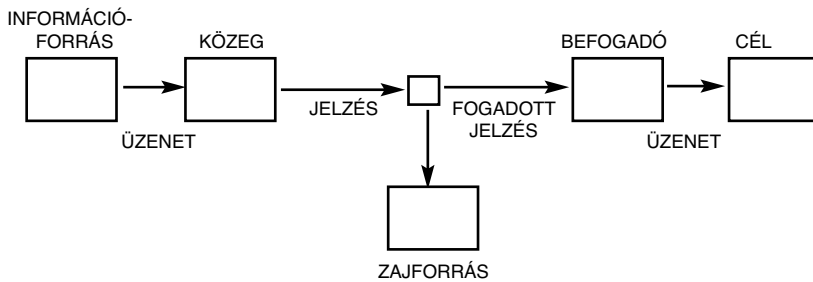 INFORMÁCIÓ-
FORRÁS
KÖZEG
BEFOGADÓ
CÉL
ÜZENET
JELZÉS
FOGADOTT
JELZÉS
ÜZENET
ZAJFORRÁS